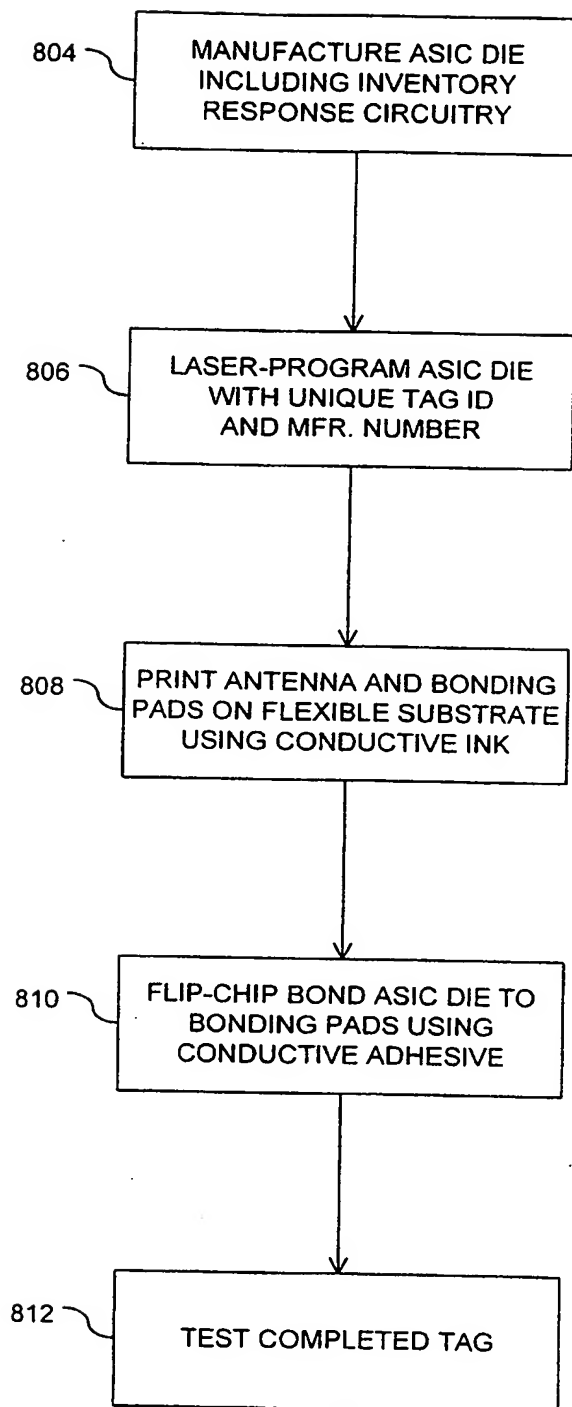 804
MANUFACTURE ASIC DIE
INCLUDING INVENTORY
RESPONSE CIRCUITRY
806
LASER-PROGRAM ASIC DIE
WITH UNIQUE TAG ID
AND MFR. NUMBER
808
PRINT ANTENNA AND BONDING
PADS ON FLEXIBLE SUBSTRATE
USING CONDUCTIVE INK
810
FLIP-CHIP BOND ASIC DIE TO
BONDING PADS USING
CONDUCTIVE ADHESIVE
812
TEST COMPLETED TAG